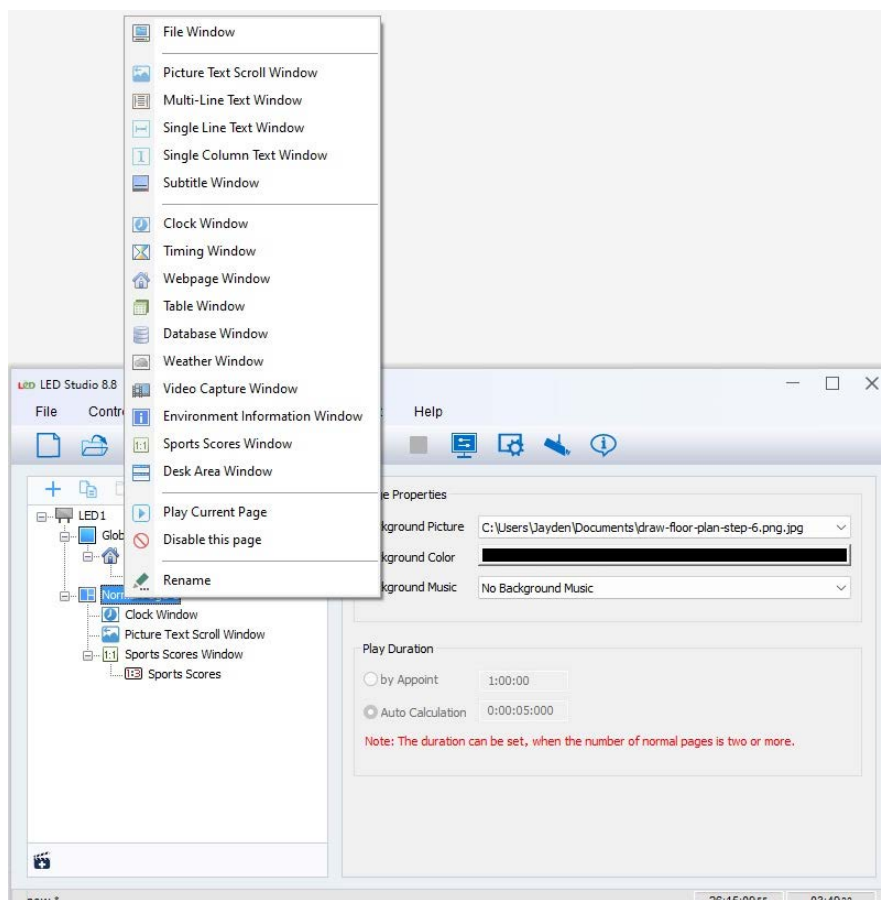 File Window
Picture Text Scroll Window
Multi-Line Text Window
Single Line Text Window
Single Column Text Window
Subtitle Window
Clock Window
Timing Window
Webpage Window
Table Window
Database Window
Weather Window
Video Capture Window
Environment Information Window
Sports Scores Window
Desk Area Window
Play Current Page
Disable this page
Rename
LED LED Studio 8.8
File Help
LED1
Clock Window
Picture Text Scroll Window
1:1 Sports Scores Window
1:3 Sports Scores
Properties
Picture C:\Users\Jayden\Documents\draw-floor-plan-step-6.png.jpg
Color
Music No Background Music
Play Duration
by Appoint 1:00:00
Auto Calculation 0:00:05:000
Note: The duration can be set, when the number of normal pages is two or more.